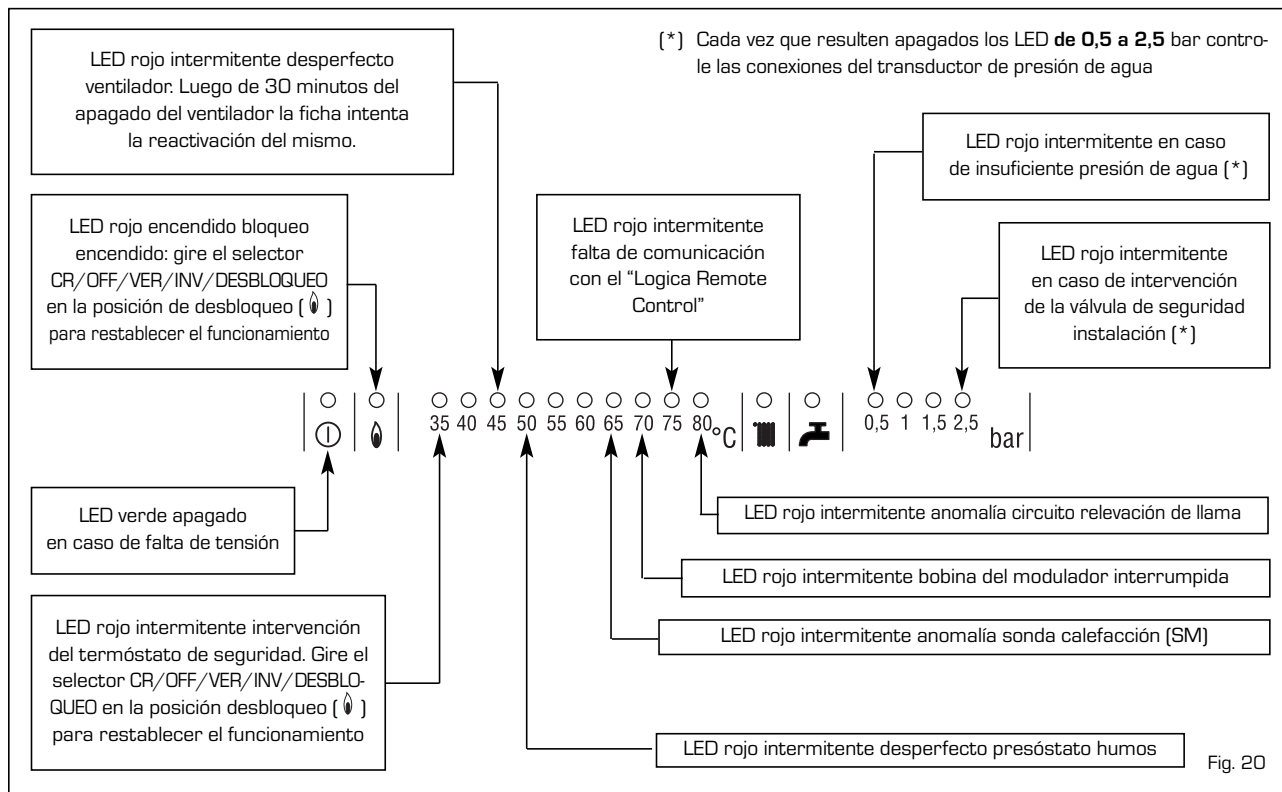 LED rojo intermitente desperfecto
ventilador. Luego de 30 minutos del
apagado del ventilador la ficha intenta
la reactivación del mismo.
(*) Cada vez que resulten apagados los LED de 0,5 a 2,5 bar contro-
le las conexiones del transductor de presión de agua
LED rojo intermitente en caso
de insuficiente presión de agua (*)
LED rojo encendido bloqueo
encendido: gire el selector
CR/OFF/VER/INV/DESBLOQUEO
en la posición de desbloqueo ( )
para restablecer el funcionamiento
LED rojo intermitente
falta de comunicación
con el “Logica Remote
Control”
LED rojo intermitente
en caso de intervención
de la válvula de seguridad
instalación (*)
35 40 45 50 55 60 65 70 75 80 °C 0,5 1 1,5 2,5 bar
LED verde apagado
en caso de falta de tensión
LED rojo intermitente anomalía circuito relevación de llama
LED rojo intermitente bobina del modulador interrumpida
LED rojo intermitente anomalía sonda calefacción (SM)
LED rojo intermitente intervención
del termóstato de seguridad. Gire el
selector CR/OFF/VER/INV/DESBLO-
QUEO en la posición desbloqueo ( )
para restablecer el funcionamiento
LED rojo intermitente desperfecto presóstato humos
Fig. 20